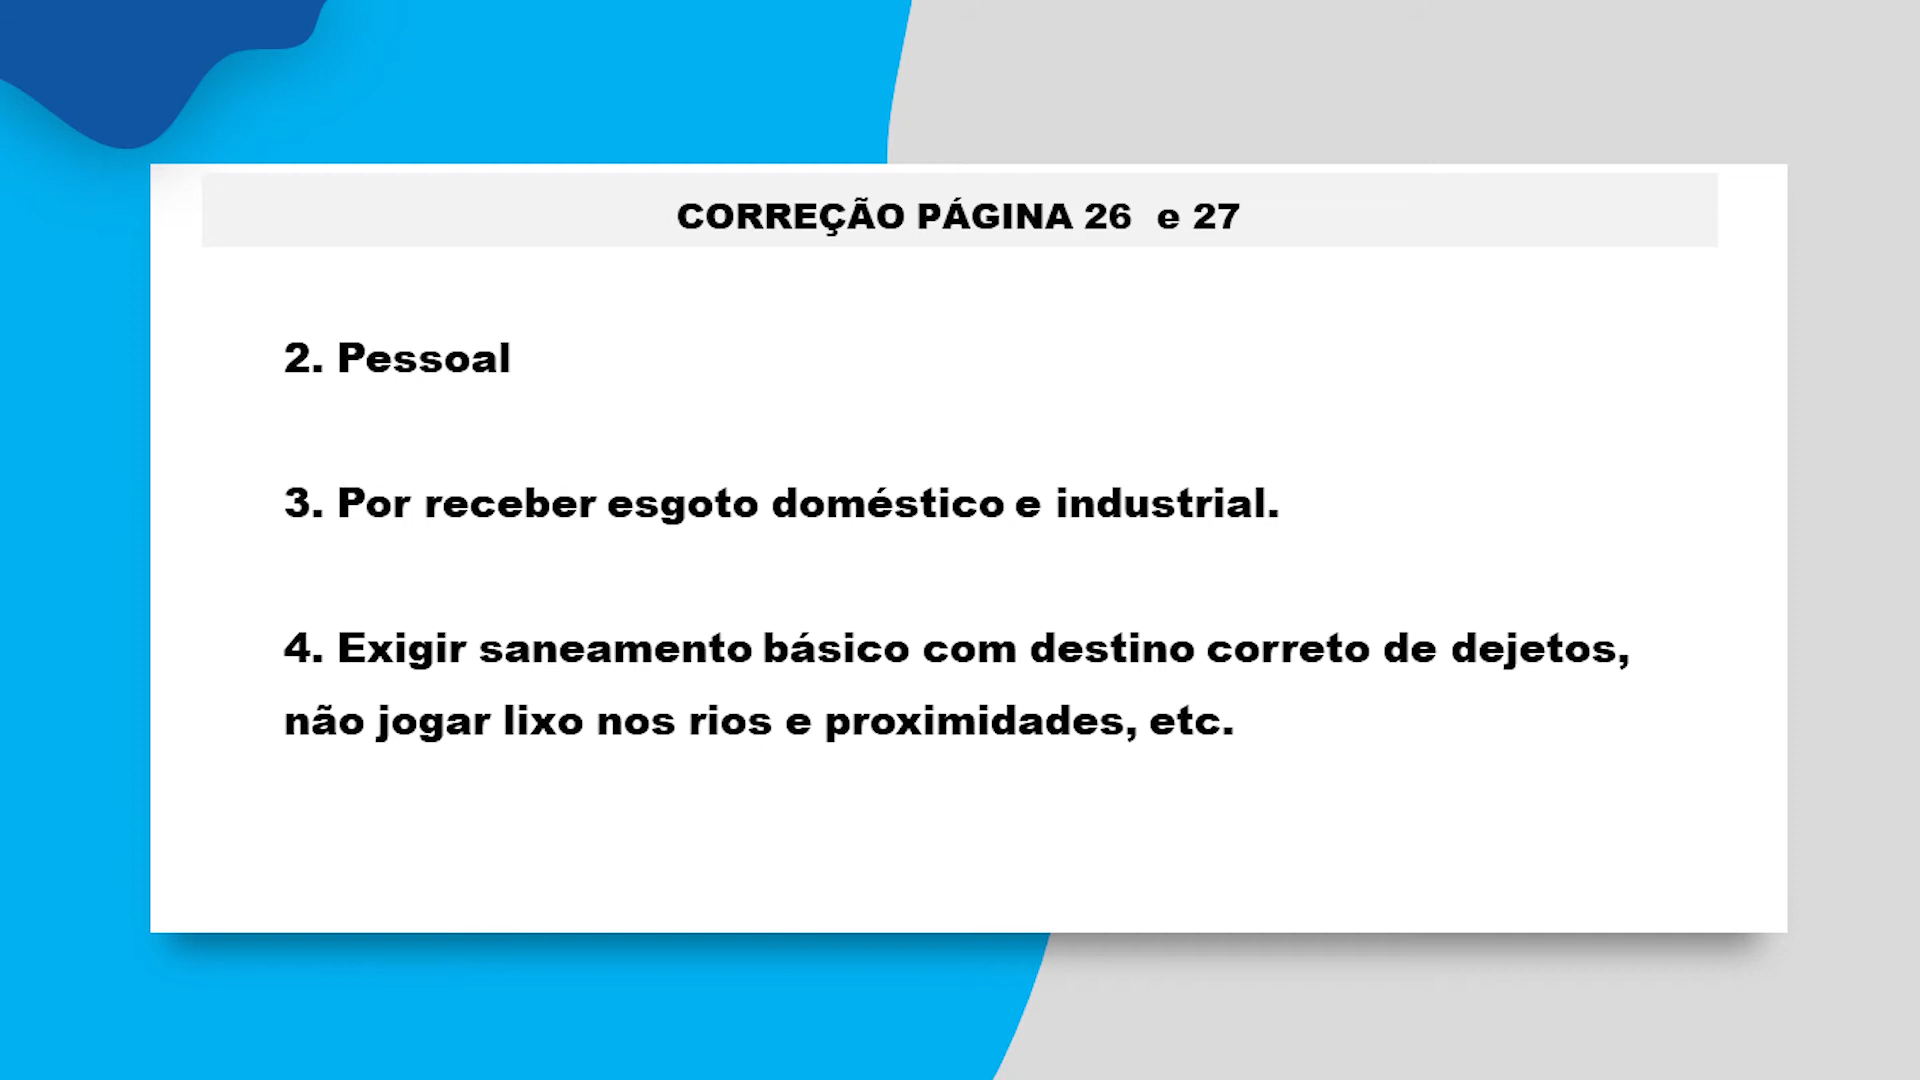 CORREÇÃO PÁGINA 26 e 27
2. Pessoal
3. Por receber esgoto doméstico e industrial.
4. Exigir saneamento básico com destino correto de dejetos,
não jogar lixo nos rios e proximidades, etc.